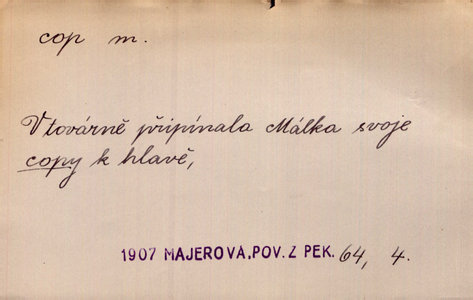 cop m.
V továrně připínala Málka svoje
copy k hlavě,
1907 MAJEROVÁ, POV. Z PEK. 64, 4.